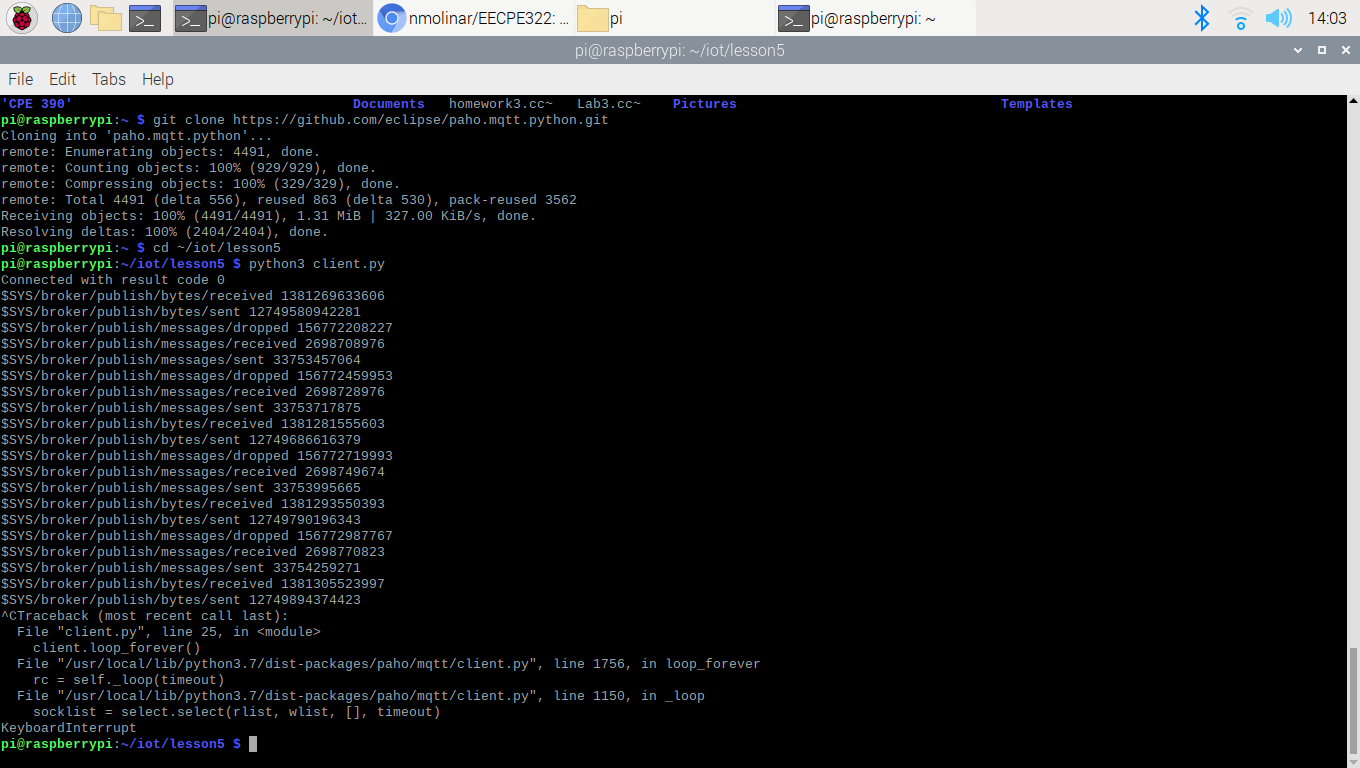 pi@raspberrypi: ~/iot... nmolinar/EECPE322: ... pi pi@raspberrypi: ~ 14:03
pi@raspberrypi: ~/iot/lesson5
File Edit Tabs Help
'CPE 390' Documents homework3.cc~ Lab3.cc~ Pictures Templates
pi@raspberrypi:~ $ git clone https://github.com/eclipse/paho.mqtt.python.git
Cloning into 'paho.mqtt.python'...
remote: Enumerating objects: 4491, done.
remote: Counting objects: 100% (929/929), done.
remote: Compressing objects: 100% (329/329), done.
remote: Total 4491 (delta 556), reused 863 (delta 530), pack-reused 3562
Receiving objects: 100% (4491/4491), 1.31 MiB | 327.00 KiB/s, done.
Resolving deltas: 100% (2404/2404), done.
pi@raspberrypi:~ $ cd ~/iot/lesson5
pi@raspberrypi:~/iot/lesson5 $ python3 client.py
Connected with result code 0
$SYS/broker/publish/bytes/received 1381269633606
$SYS/broker/publish/bytes/sent 12749580942281
$SYS/broker/publish/messages/dropped 156772208227
$SYS/broker/publish/messages/received 2698708976
$SYS/broker/publish/messages/sent 33753457064
$SYS/broker/publish/messages/dropped 156772459953
$SYS/broker/publish/messages/received 2698728976
$SYS/broker/publish/messages/sent 33753717875
$SYS/broker/publish/bytes/received 1381281555603
$SYS/broker/publish/bytes/sent 12749686616379
$SYS/broker/publish/messages/dropped 156772719993
$SYS/broker/publish/messages/received 2698749674
$SYS/broker/publish/messages/sent 33753995665
$SYS/broker/publish/bytes/received 1381293550393
$SYS/broker/publish/bytes/sent 12749790196343
$SYS/broker/publish/messages/dropped 156772987767
$SYS/broker/publish/messages/received 2698770823
$SYS/broker/publish/messages/sent 33754259271
$SYS/broker/publish/bytes/received 1381305523997
$SYS/broker/publish/bytes/sent 12749894374423
^CTraceback (most recent call last):
  File "client.py", line 25, in <module>
    client.loop_forever()
  File "/usr/local/lib/python3.7/dist-packages/paho/mqtt/client.py", line 1756, in loop_forever
    rc = self._loop(timeout)
  File "/usr/local/lib/python3.7/dist-packages/paho/mqtt/client.py", line 1150, in _loop
    socklist = select.select(rlist, wlist, [], timeout)
KeyboardInterrupt
pi@raspberrypi:~/iot/lesson5 $